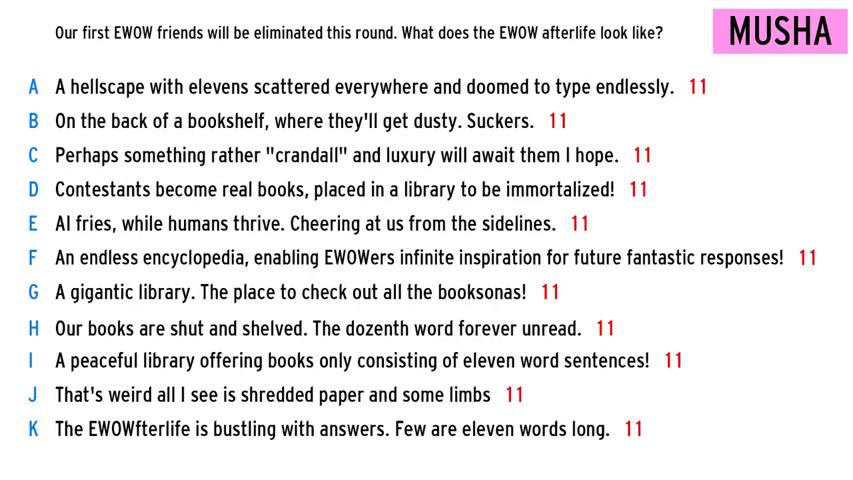 Our first EWOW friends will be eliminated this round. What does the EWOW afterlife look like?
MUSHA
A A hellscape with elevens scattered everywhere and doomed to type endlessly. 11
B On the back of a bookshelf, where they'll get dusty. Suckers. 11
C Perhaps something rather "crandall" and luxury will await them I hope. 11
D Contestants become real books, placed in a library to be immortalized! 11
E AI fries, while humans thrive. Cheering at us from the sidelines. 11
F An endless encyclopedia, enabling EWOWers infinite inspiration for future fantastic responses! 11
G A gigantic library. The place to check out all the booksonas! 11
H Our books are shut and shelved. The dozenth word forever unread. 11
I A peaceful library offering books only consisting of eleven word sentences! 11
J That's weird all I see is shredded paper and some limbs 11
K The EWOWfterlife is bustling with answers. Few are eleven words long. 11